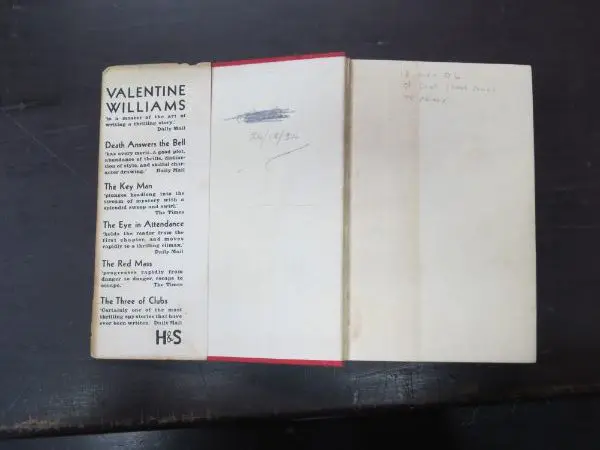 VALENTINE
WILLIAMS
'is a master of the art of
writing a thrilling story.'
Daily Mail
Death Answers the Bell
'has every merit.. a good plot,
abundance of thrills, distinc-
tion of style, and skilful char-
acter drawing.' Daily Mail
The Key Man
'plunges headlong into the
stream of mystery with a
splendid sweep and swirl.'
The Times
The Eye in Attendance
'holds the reader from the
first chapter, and moves
rapidly to a thrilling climax.'
Daily Mail
The Red Mass
'progresses rapidly from
danger to danger, escape to
escape.' The Times
The Three of Clubs
'Certainly one of the most
thrilling spy stories that have
ever been written.' Daily Mail
H&S